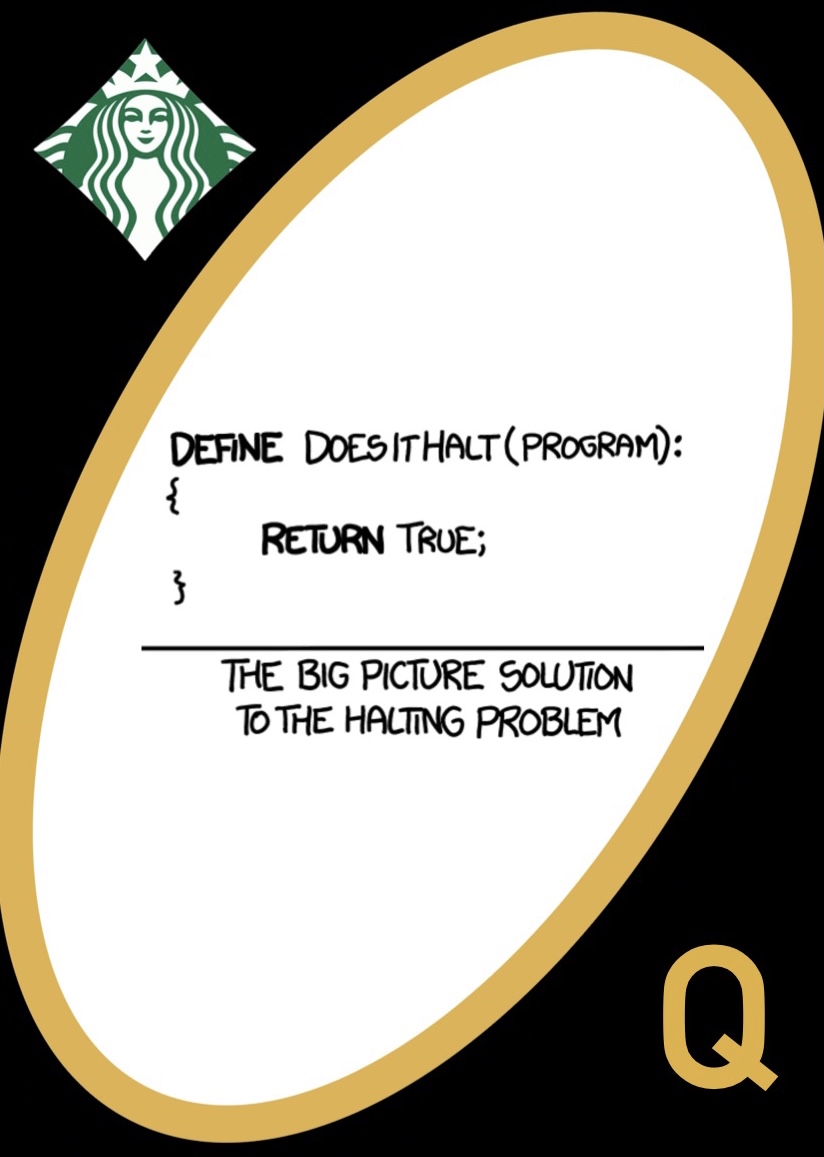 DEFINE DOESITHALT(PROGRAM):
{
RETURN TRUE;
}
THE BIG PICTURE SOLUTION
TO THE HALTING PROBLEM
Q